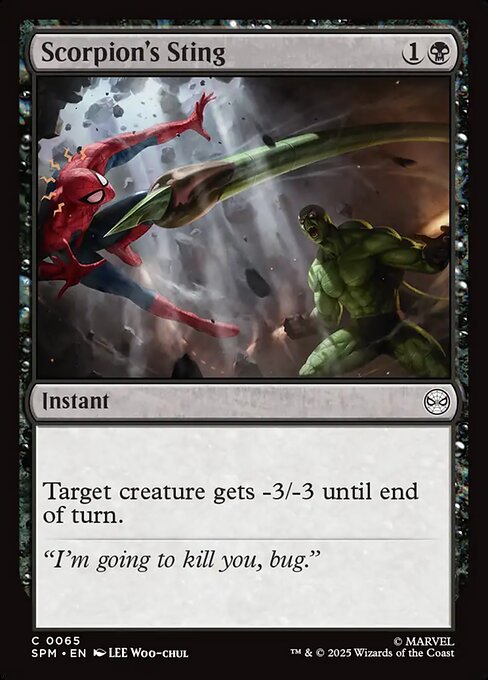 Scorpion's Sting 1
Instant
Target creature gets -3/-3 until end
of turn.
“I'm going to kill you, bug.”
C 0065
SPM • EN LEE WOO-CHUL
© MARVEL
™ & © 2025 Wizards of the Coast